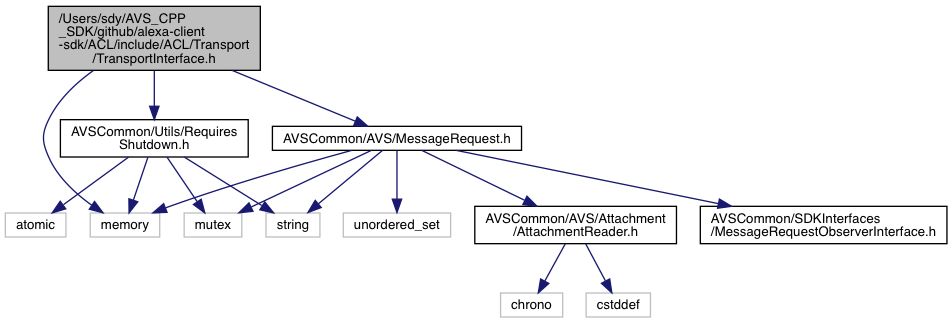 /Users/sdy/AVS_CPP
_SDK/github/alexa-client
-sdk/ACL/include/ACL/Transport
/TransportInterface.h
AVSCommon/Utils/Requires
Shutdown.h
AVSCommon/AVS/MessageRequest.h
atomic
memory
mutex
string
unordered_set
AVSCommon/AVS/Attachment
/AttachmentReader.h
AVSCommon/SDKInterfaces
/MessageRequestObserverInterface.h
chrono
cstddef